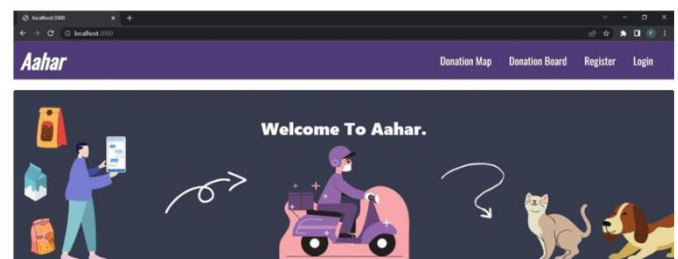 localhost:3000
localhost:3000
Aahar
Donation Map Donation Board Register Login
Welcome To Aahar.